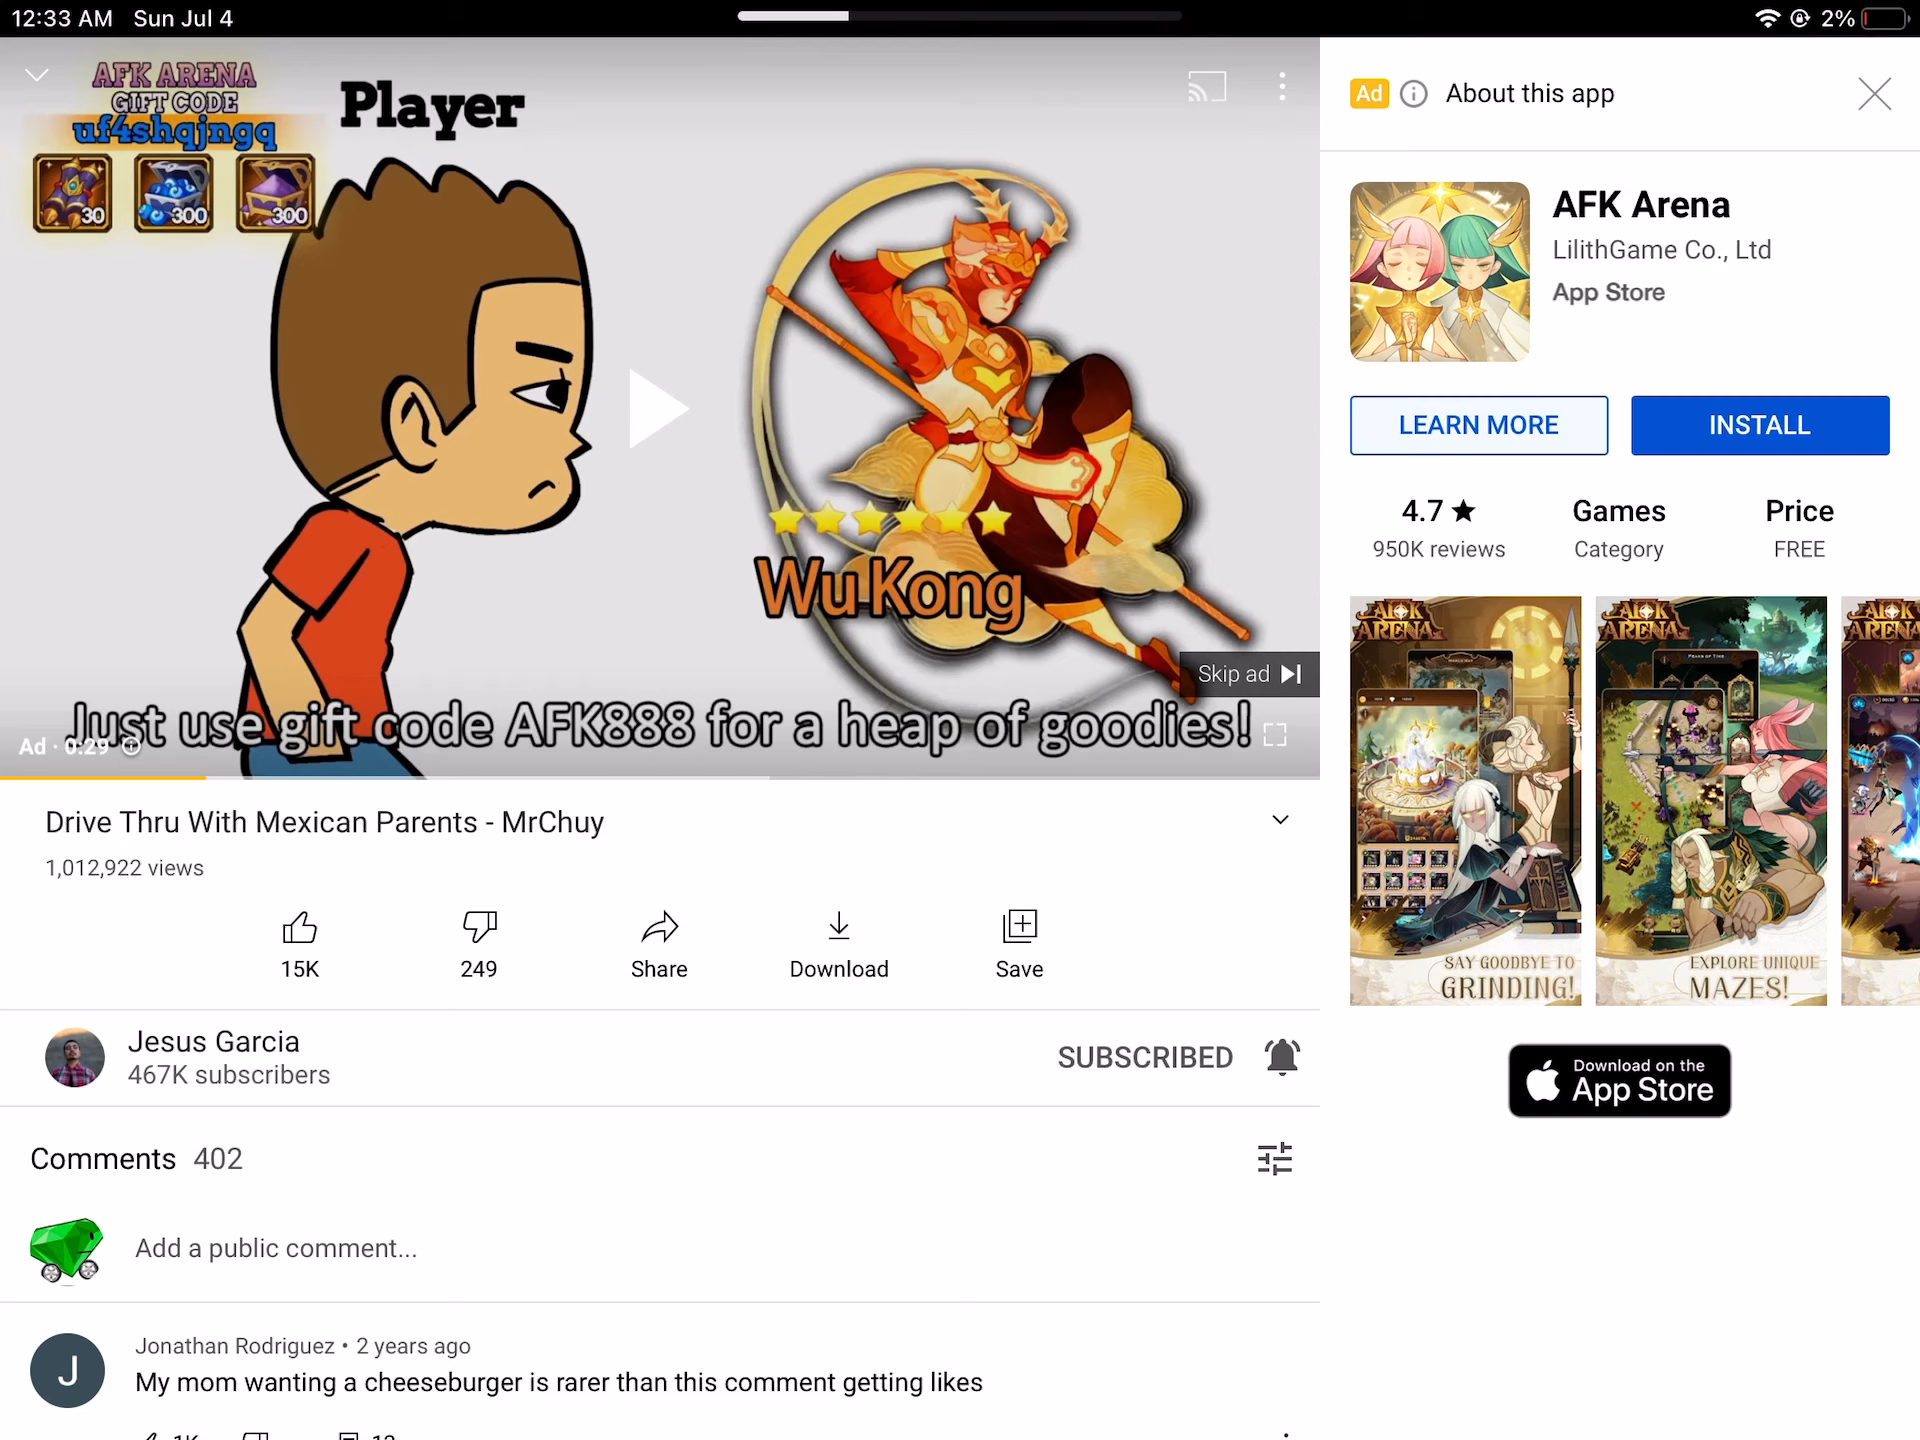 12:33 AM Sun Jul 4
2%
AFK ARENA
GIFT CODE
uf4shqjngq
30
300
300
Player
WuKong
Skip ad
Just use gift code AFK888 for a heap of goodies!
Ad · 0:29
Drive Thru With Mexican Parents - MrChuy
1,012,922 views
15K
249
Share
Download
Save
Jesus Garcia
467K subscribers
SUBSCRIBED
Comments 402
Add a public comment...
J
Jonathan Rodriguez • 2 years ago
My mom wanting a cheeseburger is rarer than this comment getting likes
Ad
About this app
AFK Arena
LilithGame Co., Ltd
App Store
LEARN MORE
INSTALL
4.7 ★
950K reviews
Games
Category
Price
FREE
AFK
ARENA
SAY GOODBYE TO
GRINDING!
AFK
ARENA
EXPLORE UNIQUE
MAZES!
AFK
ARENA
Download on the
App Store